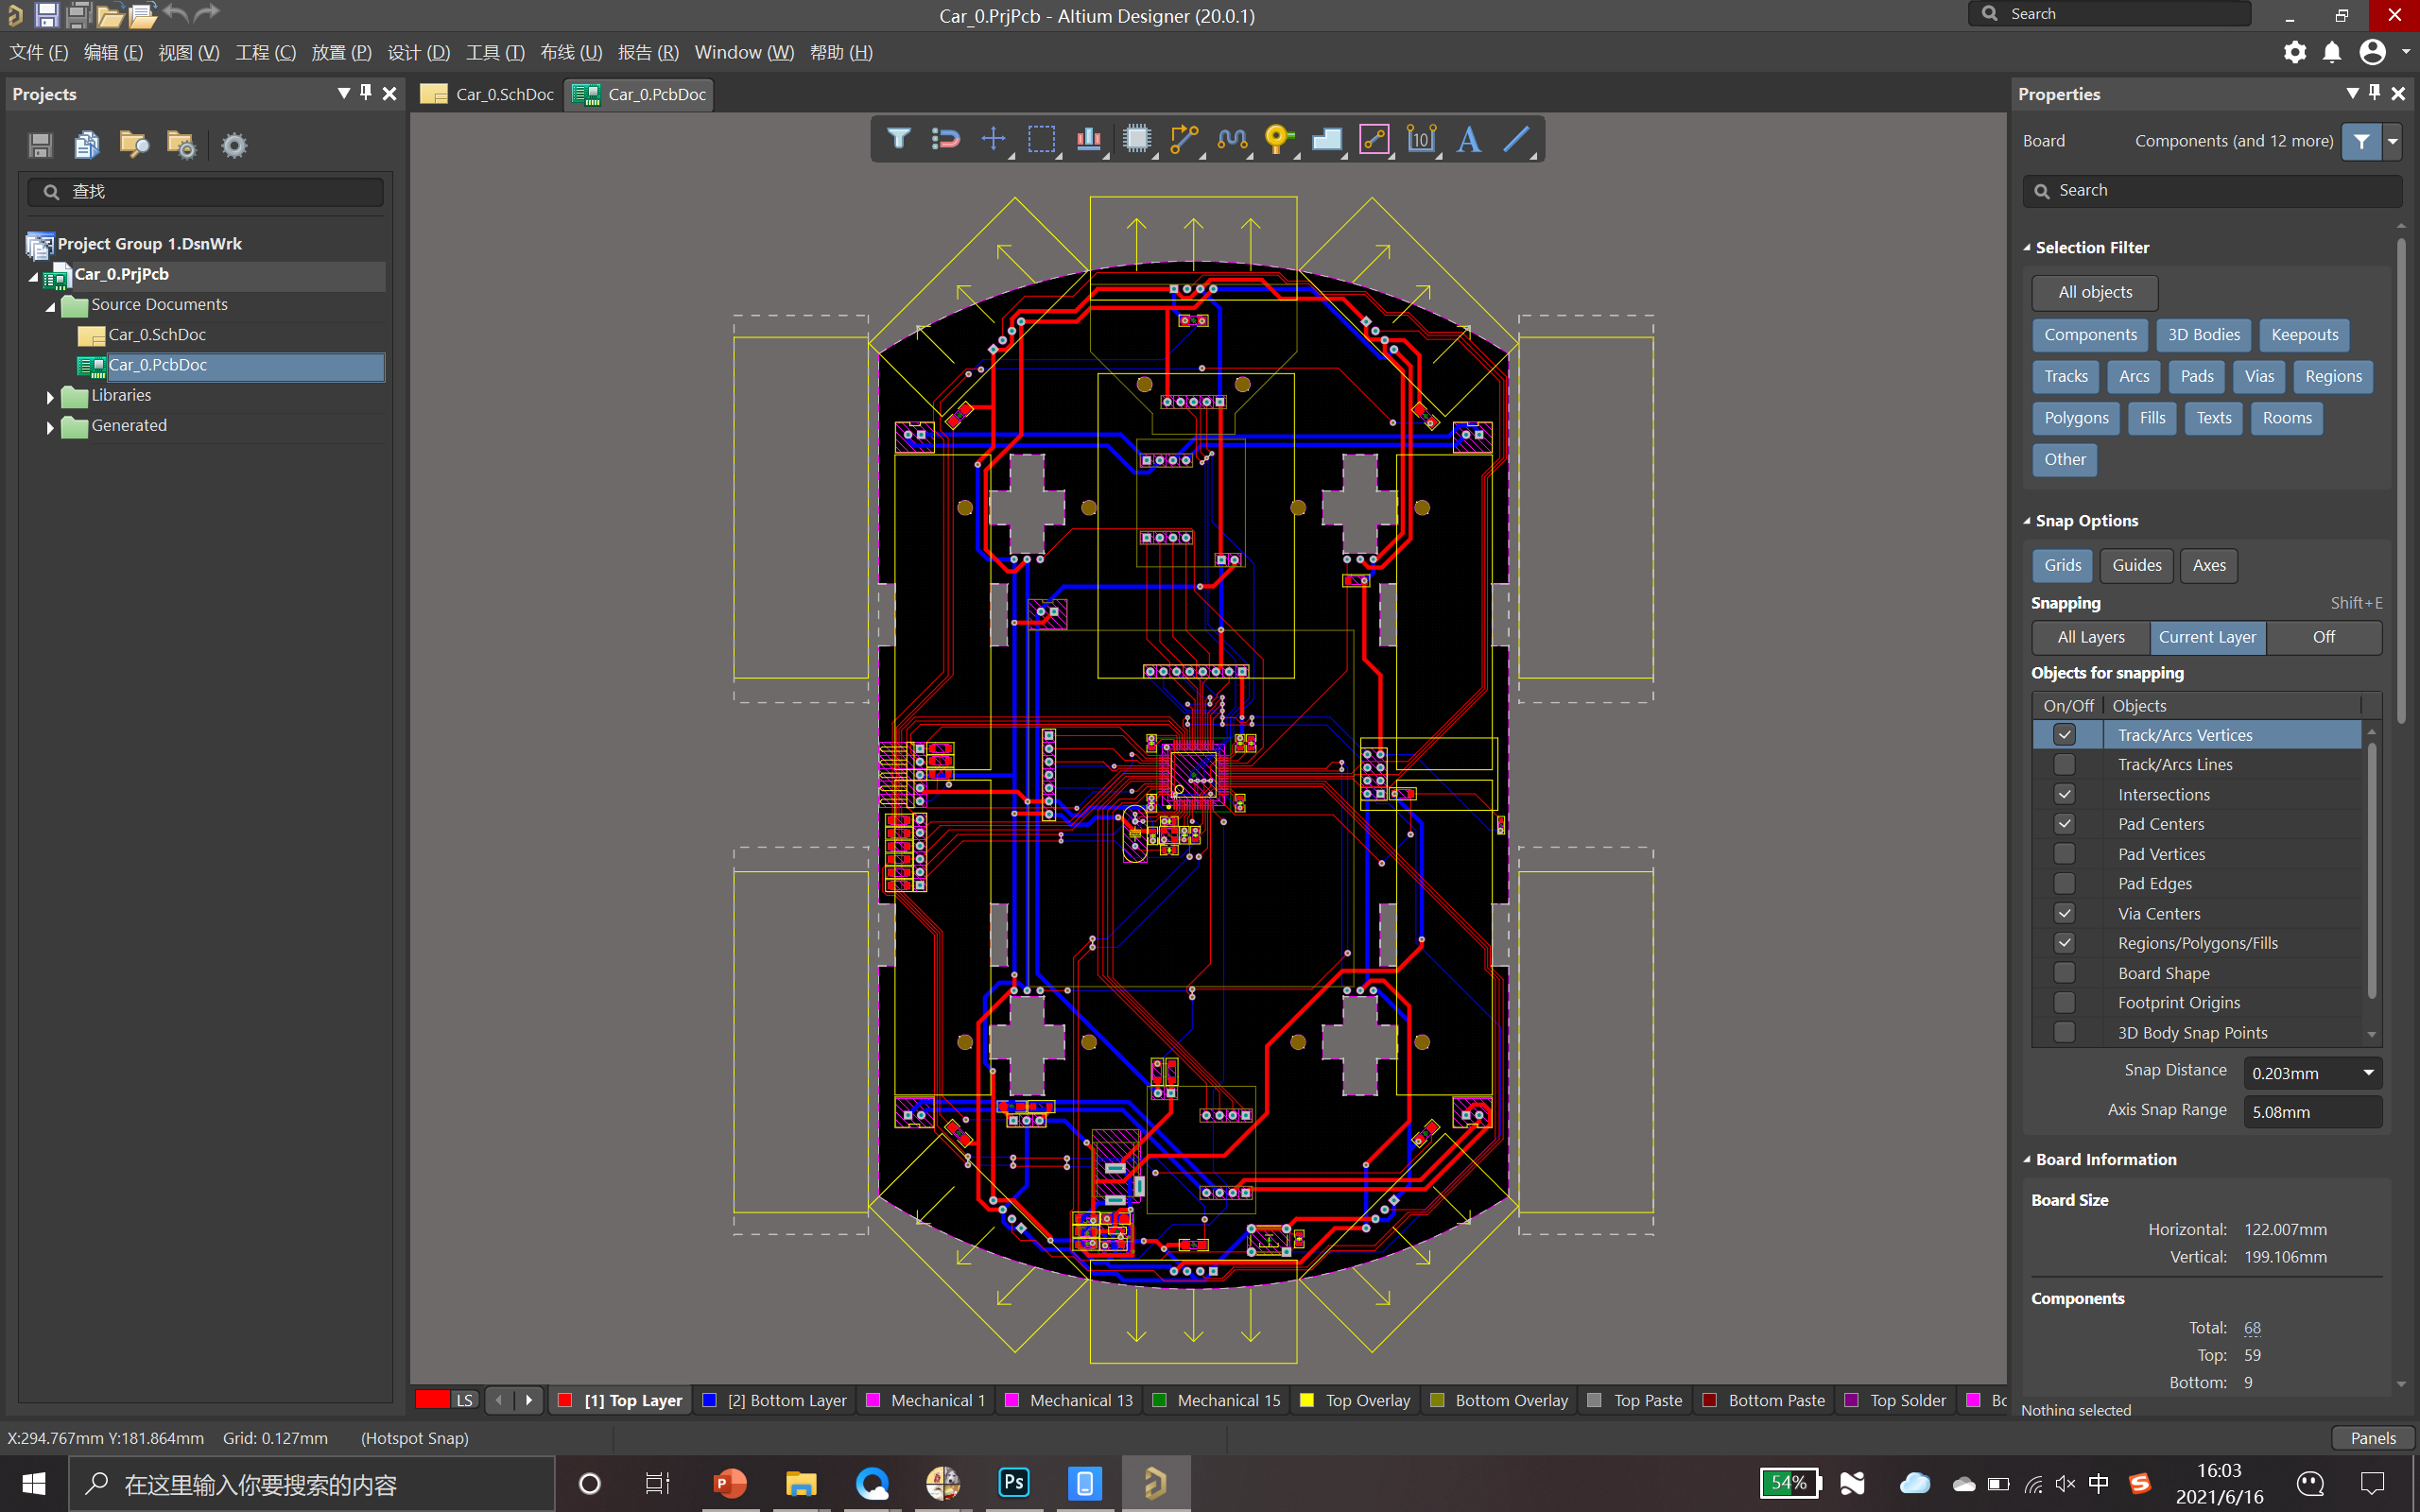 Car_0.PrjPcb - Altium Designer (20.0.1)
Search
文件 (F) 编辑 (E) 视图 (V) 工程 (C) 放置 (P) 设计 (D) 工具 (T) 布线 (U) 报告 (R) Window (W) 帮助 (H)
Projects
查找
Project Group 1.DsnWrk
Car_0.PrjPcb
Source Documents
Car_0.SchDoc
Car_0.PcbDoc
Libraries
Generated
Car_0.SchDoc Car_0.PcbDoc
10
Properties
Board Components (and 12 more)
Search
Selection Filter
All objects
Components 3D Bodies Keepouts
Tracks Arcs Pads Vias Regions
Polygons Fills Texts Rooms
Other
Snap Options
Grids Guides Axes
Snapping Shift+E
All Layers Current Layer Off
Objects for snapping
On/Off Objects
Track/Arcs Vertices
Track/Arcs Lines
Intersections
Pad Centers
Pad Vertices
Pad Edges
Via Centers
Regions/Polygons/Fills
Board Shape
Footprint Origins
3D Body Snap Points
Snap Distance 0.203mm
Axis Snap Range 5.08mm
Board Information
Board Size
Horizontal: 122.007mm
Vertical: 199.106mm
Components
Total: 68
Top: 59
Bottom: 9
Nothing selected
LS [1] Top Layer [2] Bottom Layer Mechanical 1 Mechanical 13 Mechanical 15 Top Overlay Bottom Overlay Top Paste Bottom Paste Top Solder Bo
X:294.767mm Y:181.864mm Grid: 0.127mm (Hotspot Snap)
Panels
在这里输入你要搜索的内容
P
Ps
54%
中
S
16:03
2021/6/16